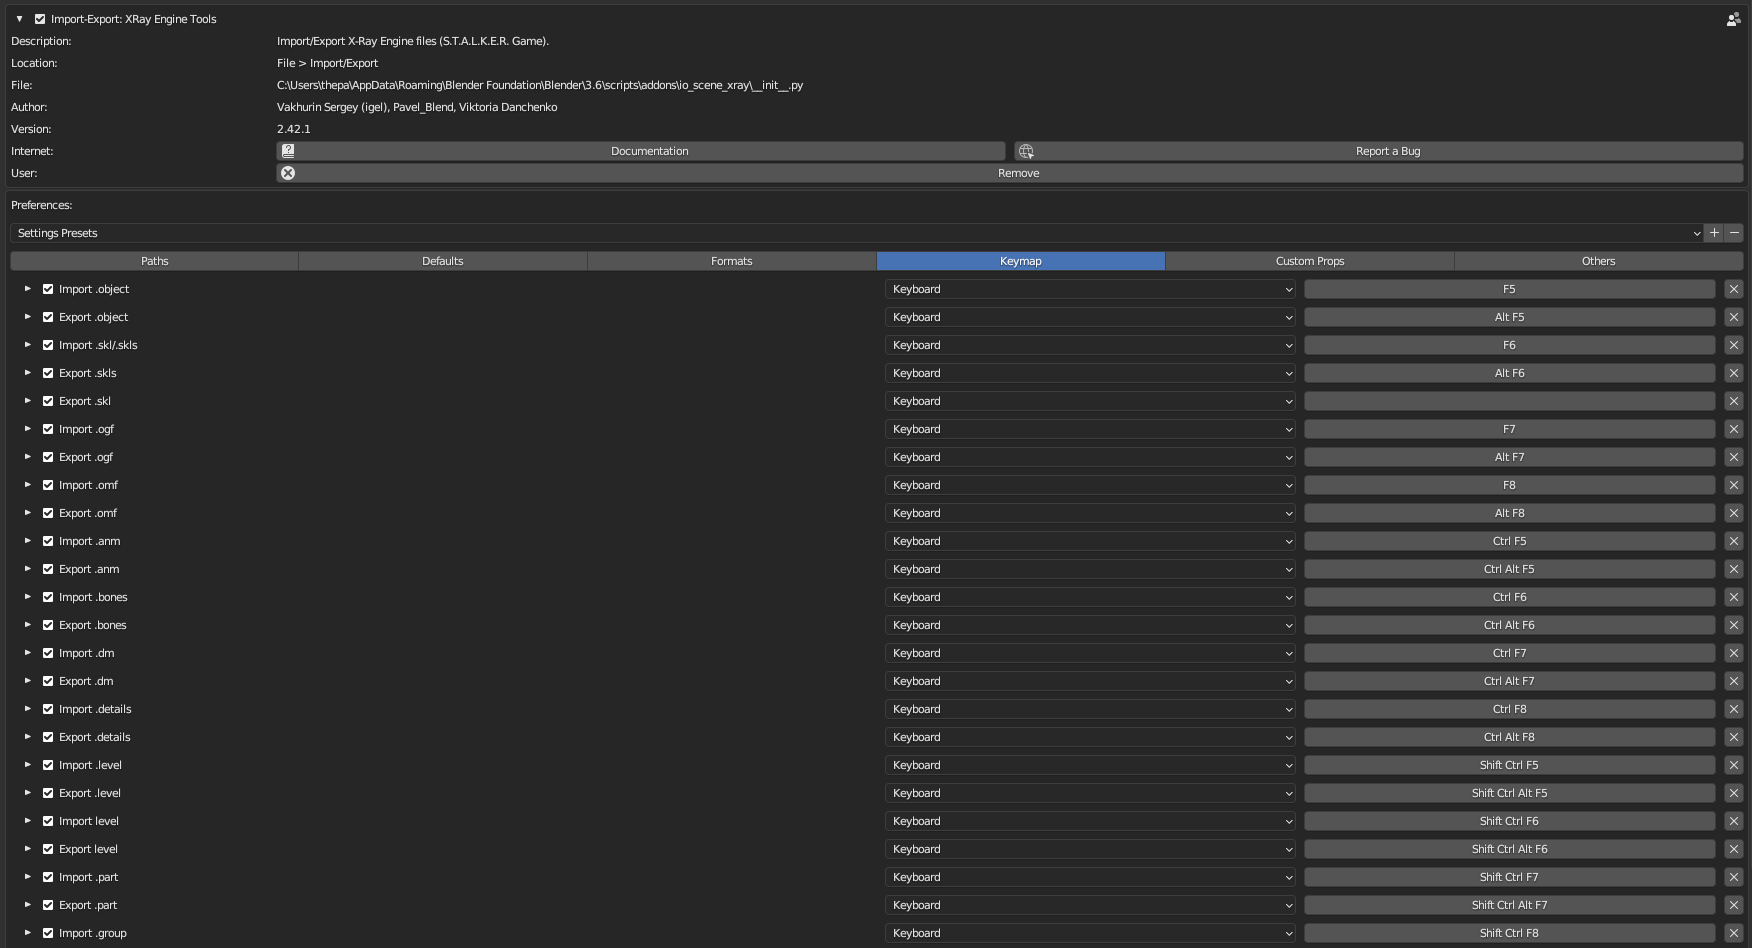 Import-Export: XRay Engine Tools
Description: Import/Export X-Ray Engine files (S.T.A.L.K.E.R. Game).
Location: File > Import/Export
File: C:\Users\thepa\AppData\Roaming\Blender Foundation\Blender\3.6\scripts\addons\io_scene_xray\__init__.py
Author: Vakhurin Sergey (igel), Pavel_Blend, Viktoria Danchenko
Version: 2.42.1
Internet: Documentation Report a Bug
User: Remove
Preferences:
Settings Presets
Paths Defaults Formats Keymap Custom Props Others
Import .object Keyboard F5
Export .object Keyboard Alt F5
Import .skl/.skls Keyboard F6
Export .skls Keyboard Alt F6
Export .skl Keyboard
Import .ogf Keyboard F7
Export .ogf Keyboard Alt F7
Import .omf Keyboard F8
Export .omf Keyboard Alt F8
Import .anm Keyboard Ctrl F5
Export .anm Keyboard Ctrl Alt F5
Import .bones Keyboard Ctrl F6
Export .bones Keyboard Ctrl Alt F6
Import .dm Keyboard Ctrl F7
Export .dm Keyboard Ctrl Alt F7
Import .details Keyboard Ctrl F8
Export .details Keyboard Ctrl Alt F8
Import .level Keyboard Shift Ctrl F5
Export .level Keyboard Shift Ctrl Alt F5
Import level Keyboard Shift Ctrl F6
Export level Keyboard Shift Ctrl Alt F6
Import .part Keyboard Shift Ctrl F7
Export .part Keyboard Shift Ctrl Alt F7
Import .group Keyboard Shift Ctrl F8